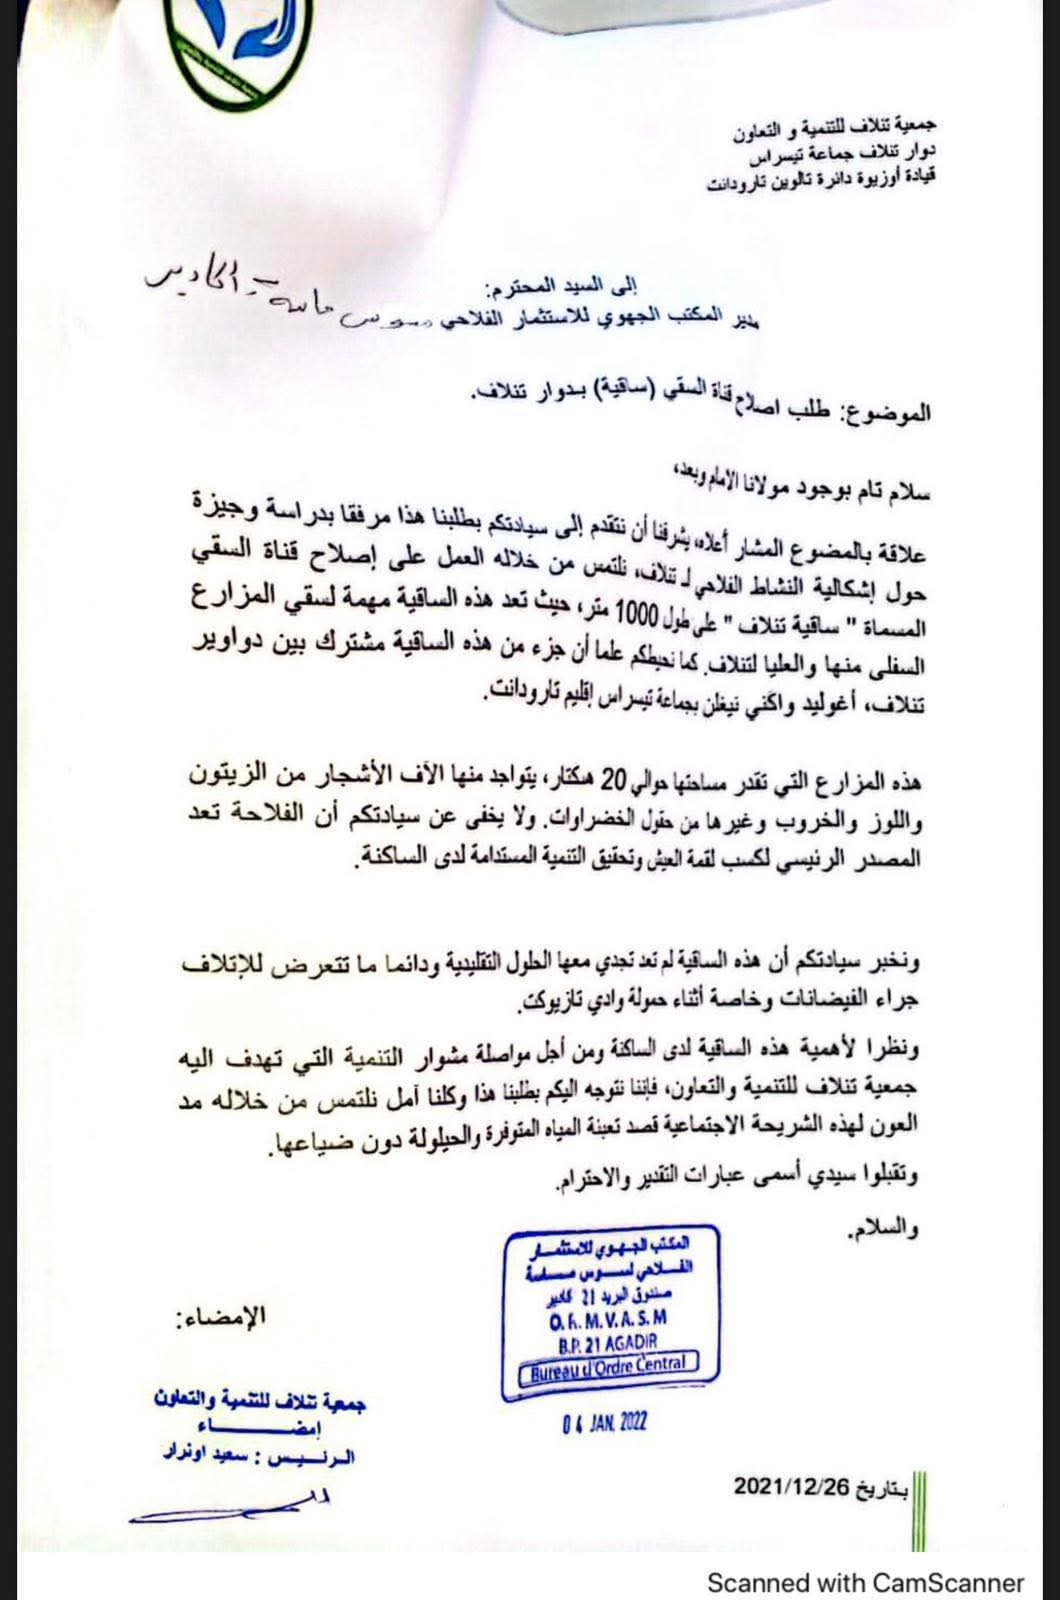 جمعية تنلاف للتنمية و التعاون
دوار تنلاف جماعة تيسراس
قيادة أوزيوة دائرة تالوين تارودانت
إلى السيد المحترم:
مدير المكتب الجهوي للاستثمار الفلاحي سوس ماسة - اكادير
الموضوع: طلب اصلاح قناة السقي (ساقية) بدوار تنلاف.
سلام تام بوجود مولانا الامام وبعد،
علاقة بالمضوع المشار أعلاه، يشرفنا أن نتقدم إلى سيادتكم بطلبنا هذا مرفقا بدراسة وجيزة
حول إشكالية النشاط الفلاحي لـ تنلاف، نلتمس من خلاله العمل على إصلاح قناة السقي
المسماة " ساقية تنلاف " على طول 1000 متر، حيث تعد هذه الساقية مهمة لسقي المزارع
السفلى منها والعليا لتنلاف. كما نحيطكم علما أن جزء من هذه الساقية مشترك بين دواوير
تنلاف، أغوليد واكني نيغلن بجماعة تيسراس إقليم تارودانت.
هذه المزارع التي تقدر مساحتها حوالي 20 هكتار، يتواجد منها الآف الأشجار من الزيتون
واللوز والخروب وغيرها من حقول الخضراوات. ولا يخفى عن سيادتكم أن الفلاحة تعد
المصدر الرئيسي لكسب لقمة العيش وتحقيق التنمية المستدامة لدى الساكنة.
ونخبر سيادتكم أن هذه الساقية لم تعد تجدي معها الحلول التقليدية ودائما ما تتعرض للإتلاف
جراء الفيضانات وخاصة أثناء حمولة وادي تازيوكت.
ونظرا لأهمية هذه الساقية لدى الساكنة ومن أجل مواصلة مشوار التنمية التي تهدف اليه
جمعية تنلاف للتنمية والتعاون، فإننا نتوجه اليكم بطلبنا هذا وكلنا آمل نلتمس من خلاله مد
العون لهذه الشريحة الاجتماعية قصد تعبئة المياه المتوفرة والحيلولة دون ضياعها.
وتقبلوا سيدي أسمى عبارات التقدير والاحترام.
والسلام.
المكتب الجهوي للاستثمار
الفلاحي لسوس ماسة
صندوق البريد 21 اكادير
O.R.M.V.A.S.M
B.P. 21 AGADIR
Bureau d'Ordre Central
04 JAN. 2022
الإمضاء:
جمعية تنلاف للتنمية والتعاون
إمضــــــــاء
الرئيس : سعيد اونرار
بتاريخ 2021/12/26
Scanned with CamScanner